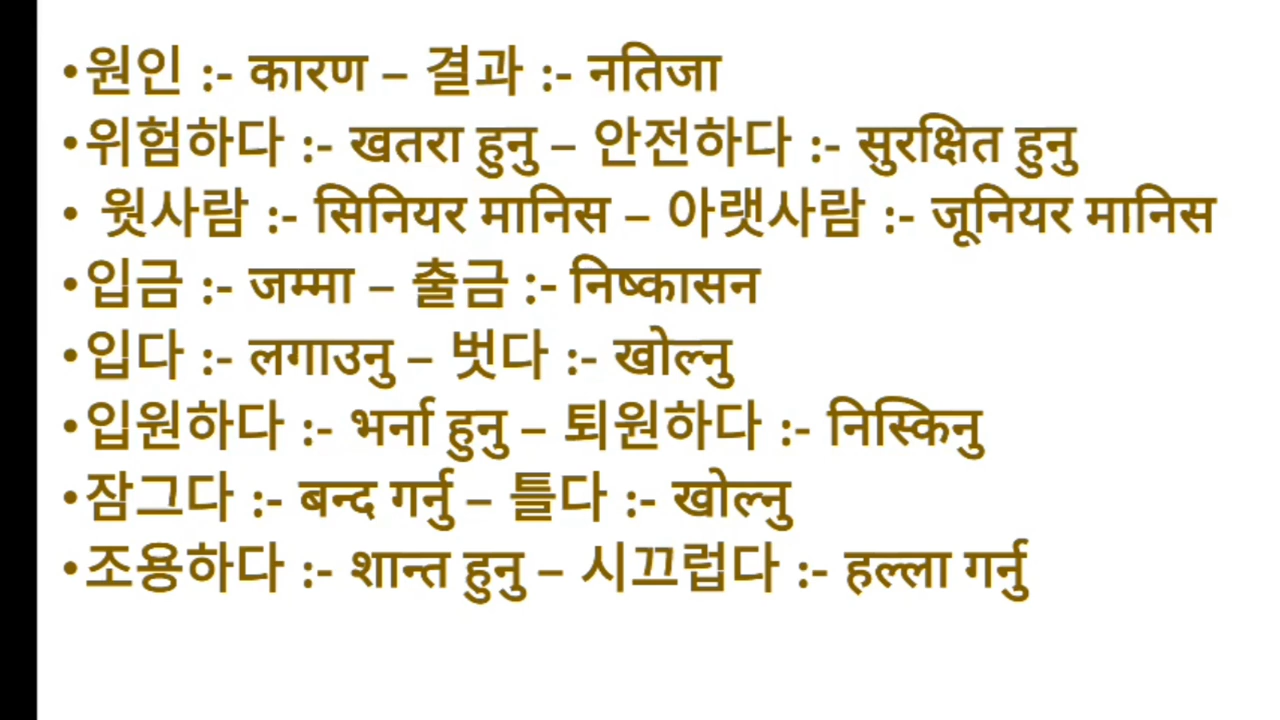 •원인 :- कारण – 결과 :- नतिजा
•위험하다 :- खतरा हुनु – 안전하다 :- सुरक्षित हुनु
• 웟사람 :- सिनियर मानिस – 아랫사람 :- जूनियर मानिस
•입금 :- जम्मा – 출금 :- निष्कासन
•입다 :- लगाउनु – 벗다 :- खोल्नु
•입원하다 :- भर्ना हुनु – 퇴원하다 :- निस्किनु
•잠그다 :- बन्द गर्नु – 틀다 :- खोल्नु
•조용하다 :- शान्त हुनु – 시끄럽다 :- हल्ला गर्नु